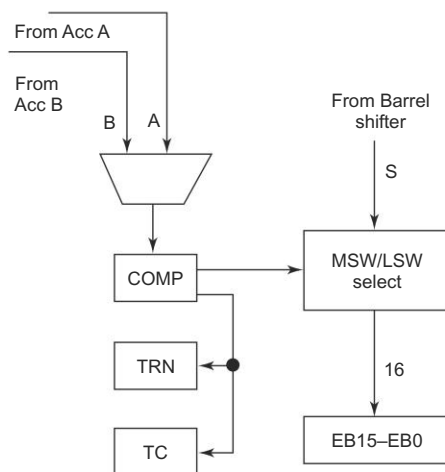 From Acc A
From
Acc B
B
A
From Barrel
shifter
S
COMP
MSW/LSW
select
TRN
16
TC
EB15–EB0